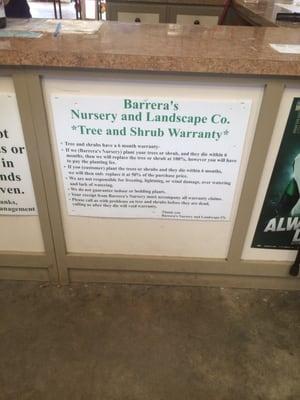 ot
s or
in
nds
ven.
nagement
Barrera's
Nursery and Landscape Co.
*Tree and Shrub Warranty*
• Tree and shrubs have a 6 month warranty-
• If we (Barrera's Nursery) plant your trees or shrub, and they die within 6
months, then we will replace the tree or shrub at 100%, however you will have
to pay the planting fee.
• If you (customer) plant the trees or shrubs and they die within 6 months,
we will then only replace it at 50% of the purchase price.
• We are not responsible for freezing, lightning, or wind damage, over watering
and lack of watering.
• We do not guarantee indoor or bedding plants.
• Your receipt from Barrera's Nursery must accompany all warranty claims.
• Please call us with problems on tree and shrubs before they are dead,
calling us after they die will void warranty.
Thank you
Barrera's Nursery and Landscape Co.
ALW